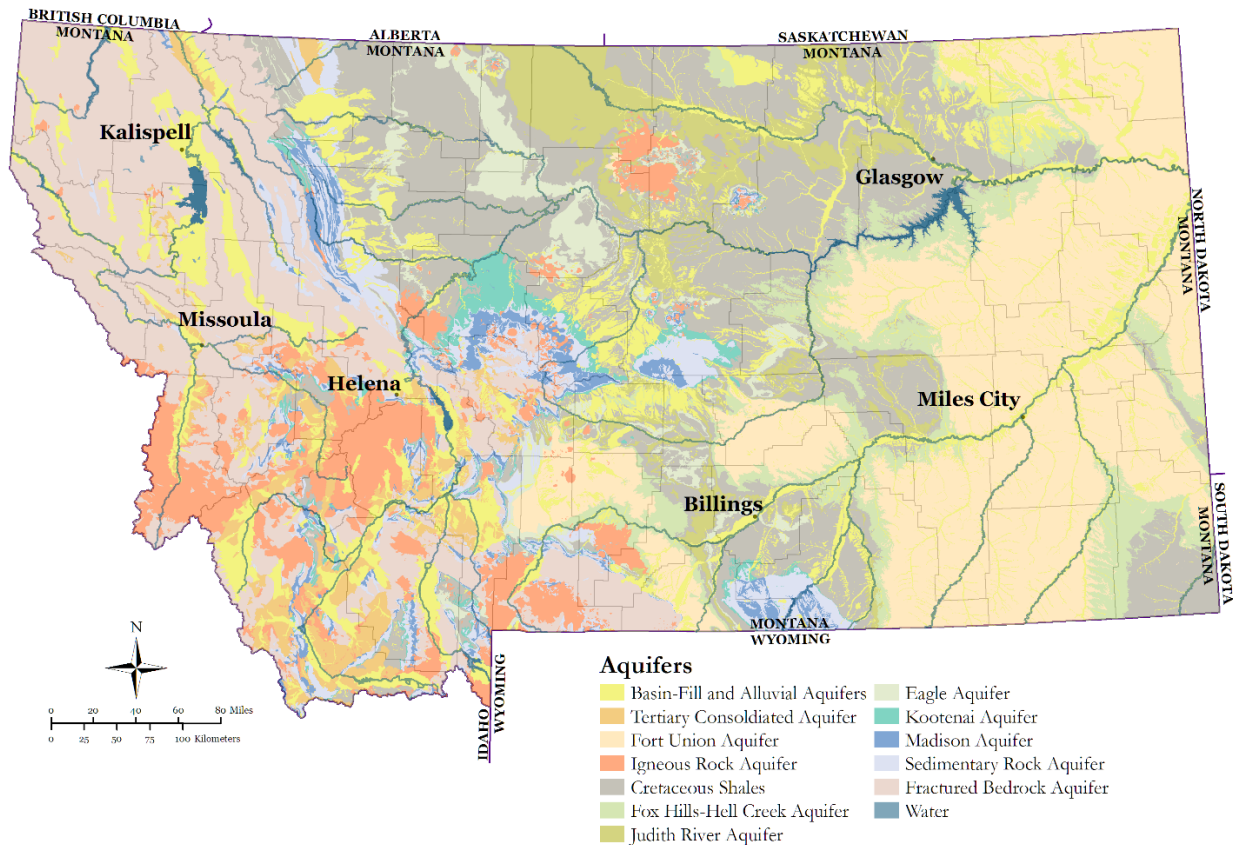 BRITISH COLUMBIA
MONTANA
ALBERTA
MONTANA
SASKATCHEWAN
MONTANA
Kalispell
Glasgow
NORTH DAKOTA
MONTANA
Missoula
Helena
Miles City
Billings
SOUTH DAKOTA
MONTANA
MONTANA
WYOMING
IDAHO
WYOMING
N
0 20 40 60 80 Miles
0 25 50 75 100 Kilometers
Aquifers
Basin-Fill and Alluvial Aquifers
Tertiary Consoldiated Aquifer
Fort Union Aquifer
Igneous Rock Aquifer
Cretaceous Shales
Fox Hills-Hell Creek Aquifer
Judith River Aquifer
Eagle Aquifer
Kootenai Aquifer
Madison Aquifer
Sedimentary Rock Aquifer
Fractured Bedrock Aquifer
Water